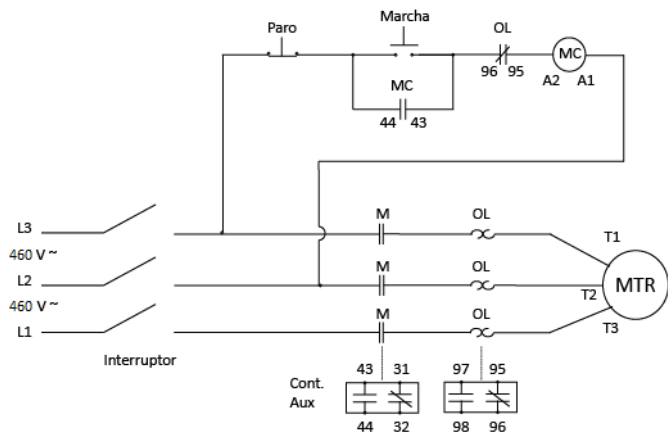 Paro
Marcha
OL
MC
96 95
A2 A1
MC
44 43
L3
M
OL
T1
460 V ~
L2
M
OL
T2
MTR
460 V ~
L1
M
OL
T3
Interruptor
43 31
97 95
Cont.
Aux
44 32
98 96